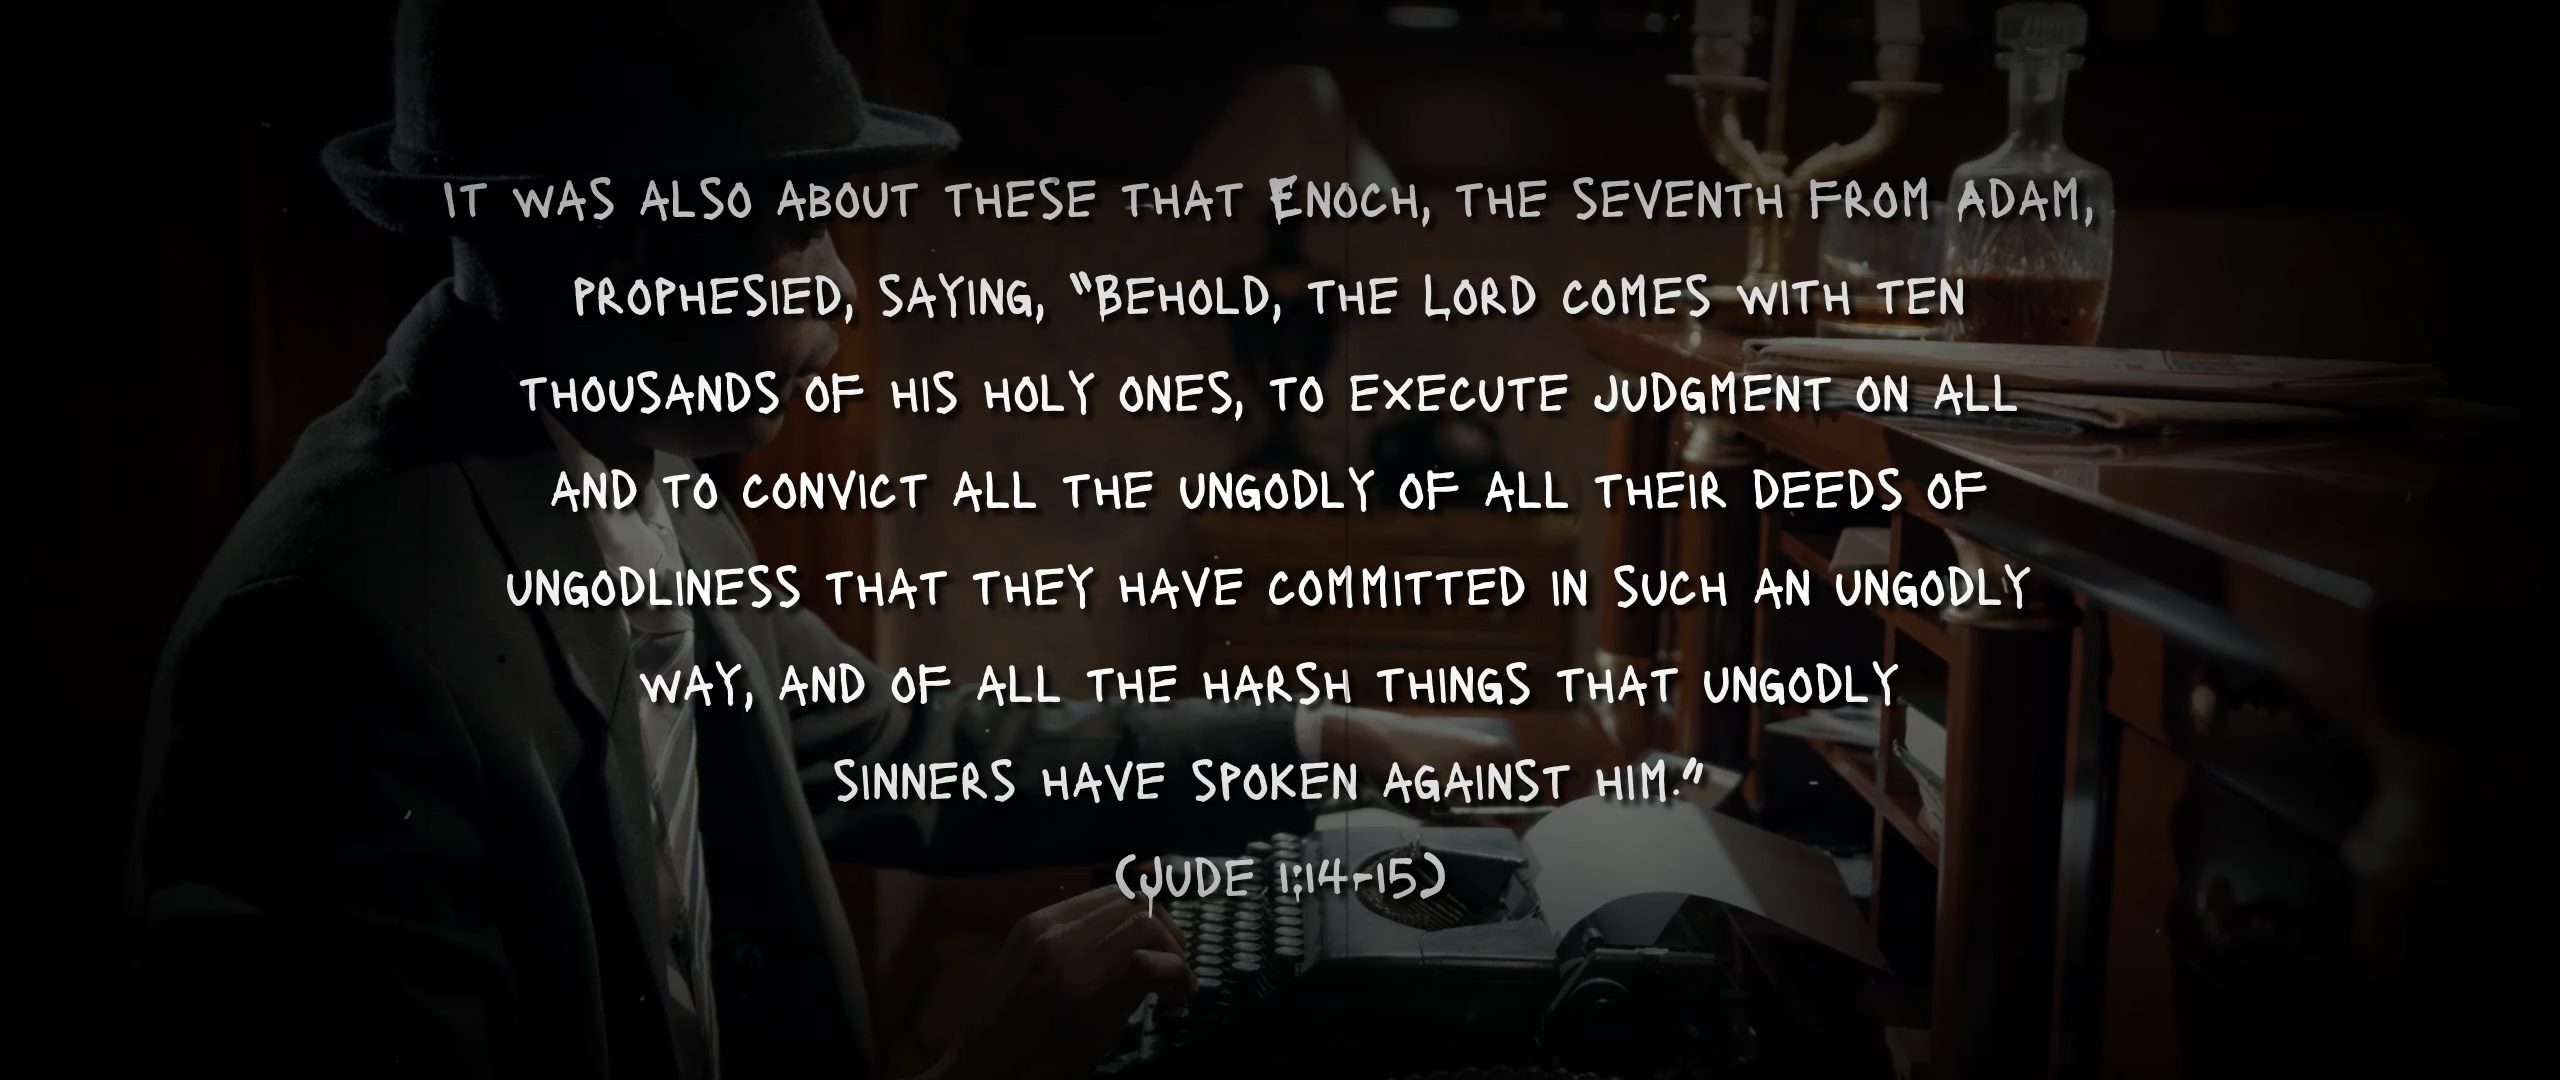 IT WAS ALSO ABOUT THESE THAT ENOCH, THE SEVENTH FROM ADAM,
PROPHESIED, SAYING, “BEHOLD, THE LORD COMES WITH TEN
THOUSANDS OF HIS HOLY ONES, TO EXECUTE JUDGMENT ON ALL
AND TO CONVICT ALL THE UNGODLY OF ALL THEIR DEEDS OF
UNGODLINESS THAT THEY HAVE COMMITTED IN SUCH AN UNGODLY
WAY, AND OF ALL THE HARSH THINGS THAT UNGODLY
SINNERS HAVE SPOKEN AGAINST HIM.”
(JUDE 1:14-15)